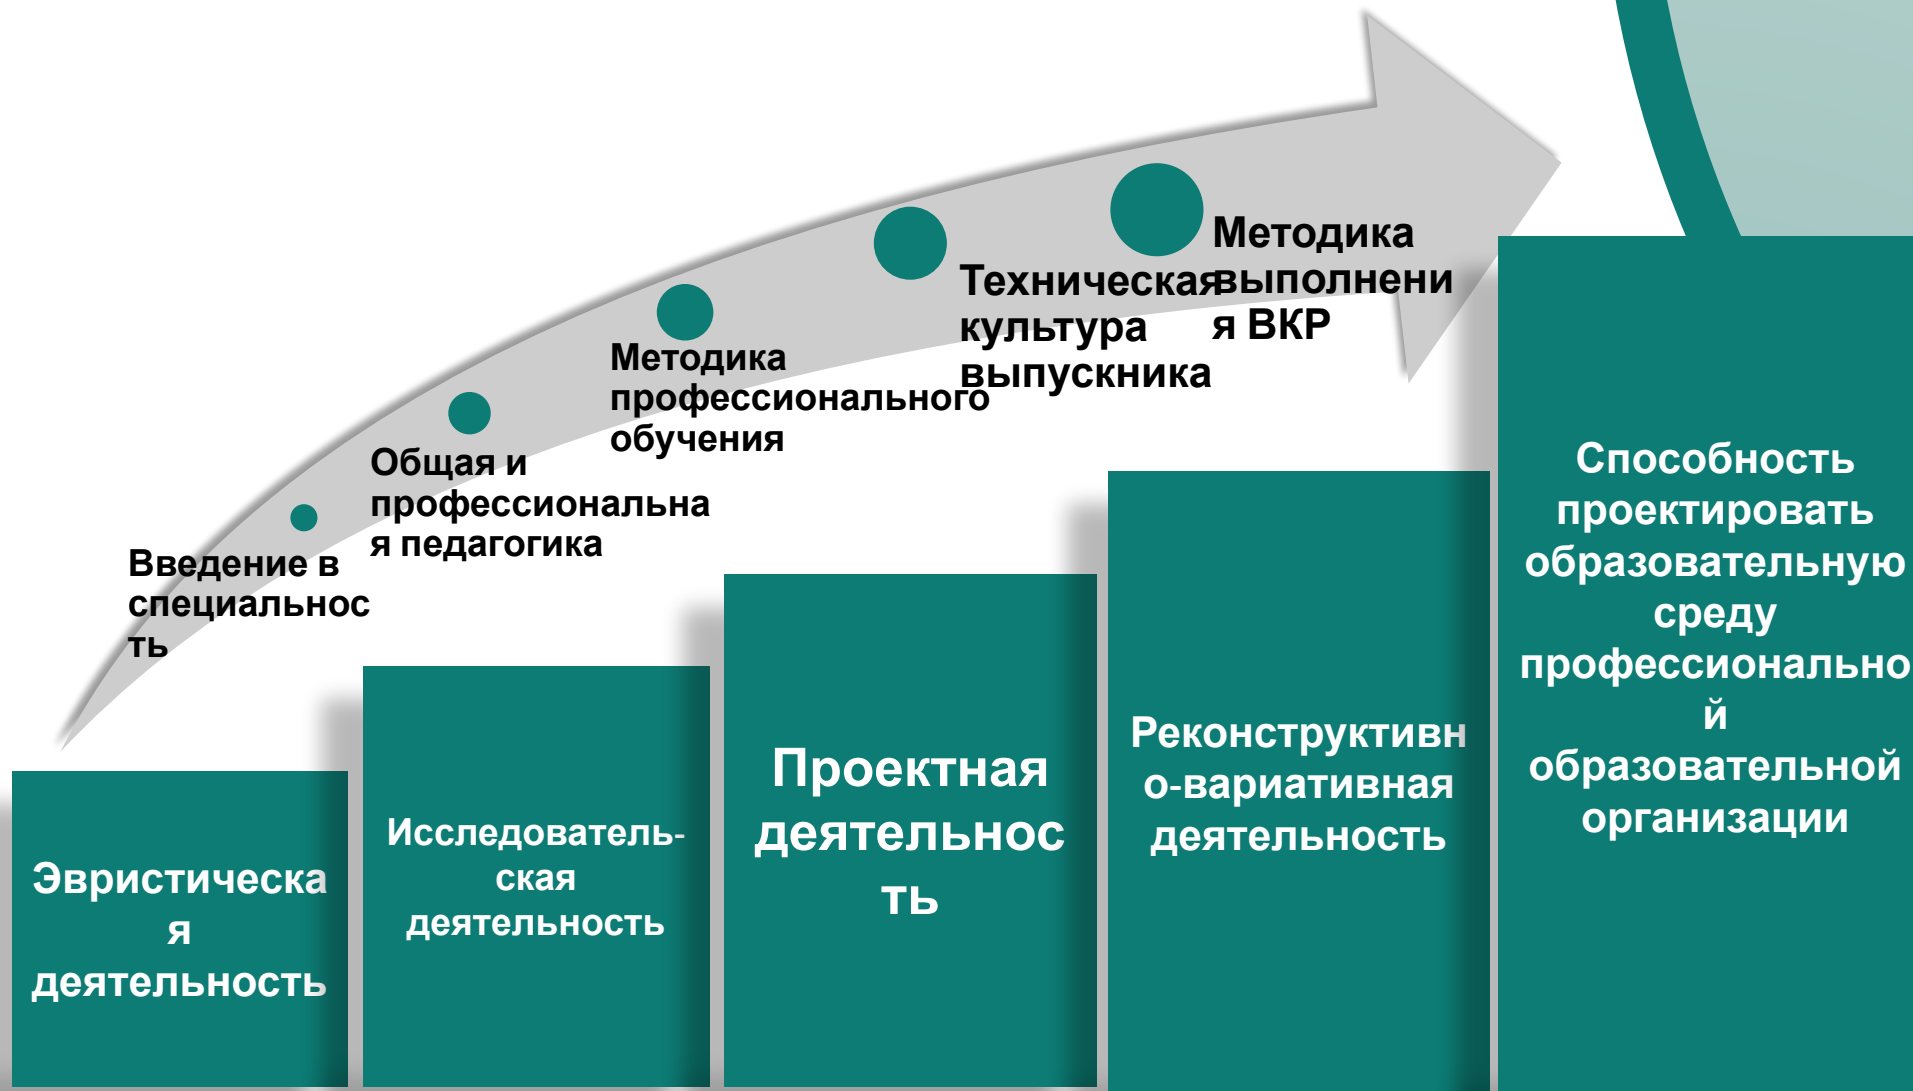 Введение в
специальнос
ть
Общая и
профессиональна
я педагогика
Методика
профессионального
обучения
Техническая
культура
выпускника
Методика
выполнени
я ВКР
Эвристическа
я
деятельность
Исследователь-
ская
деятельность
Проектная
деятельнос
ть
Реконструктивн
о-вариативная
деятельность
Способность
проектировать
образовательную
среду
профессионально
й
образовательной
организации